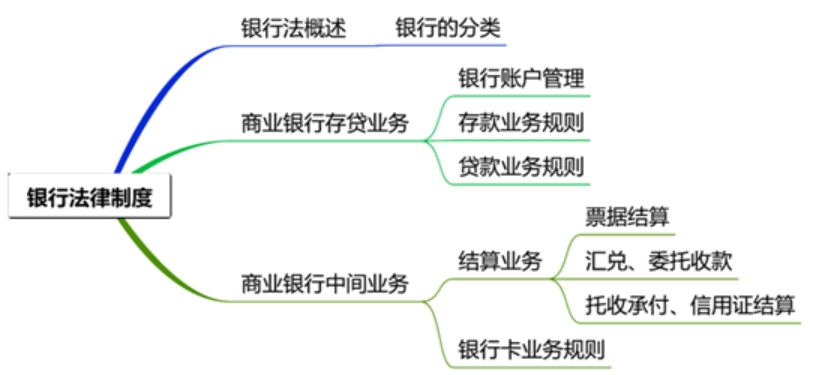 银行法律制度
银行法概述
银行的分类
商业银行存贷业务
银行账户管理
存款业务规则
贷款业务规则
商业银行中间业务
结算业务
票据结算
汇兑、委托收款
托收承付、信用证结算
银行卡业务规则